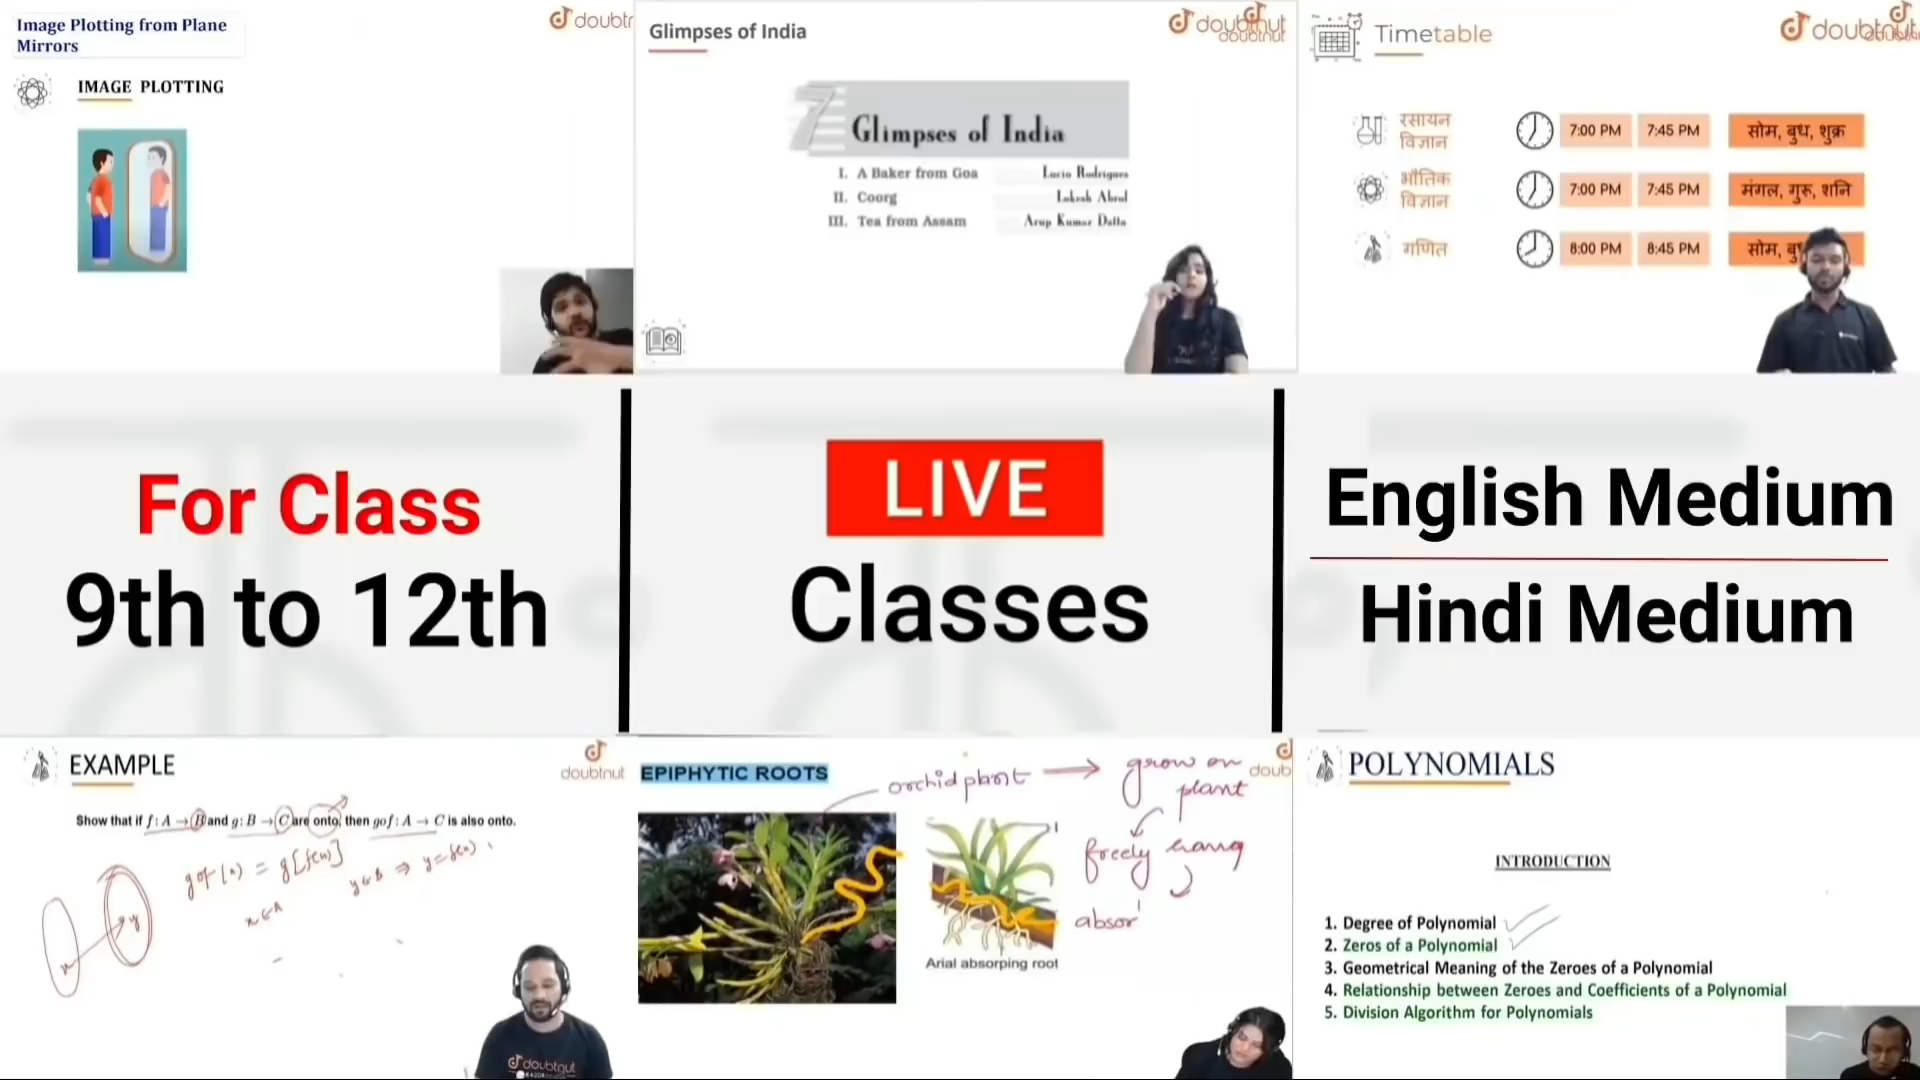 Image Plotting from Plane
Mirrors
IMAGE PLOTTING
doubtn
Glimpses of India
doubtnut
doubtnut
7 Glimpses of India
I. A Baker from Goa Lucio Rodrigues
II. Coorg Lokesh Abrol
III. Tea from Assam Arup Kumar Datta
Timetable
doubtnut
रसायन
विज्ञान
7:00 PM 7:45 PM सोम, बुध, शुक्र
भौतिक
विज्ञान
7:00 PM 7:45 PM मंगल, गुरू, शनि
गणित 8:00 PM 8:45 PM सोम, बु
For Class
9th to 12th
LIVE
Classes
English Medium
Hindi Medium
EXAMPLE
doubtnut
Show that if f : A → B and g : B → C are onto, then gof : A → C is also onto.
gof(x) = g[f(x)]
x∈A
y∈B ⇒ y=f(x)
x
y
doubtnut
EPIPHYTIC ROOTS
orchid plant → grow on
plant
doub
freely hang
absor
Arial absorping root
POLYNOMIALS
INTRODUCTION
1. Degree of Polynomial
2. Zeros of a Polynomial
3. Geometrical Meaning of the Zeroes of a Polynomial
4. Relationship between Zeroes and Coefficients of a Polynomial
5. Division Algorithm for Polynomials